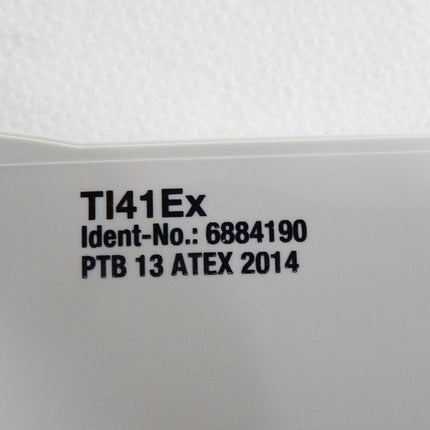 TI41Ex
Ident-No.: 6884190
PTB 13 ATEX 2014